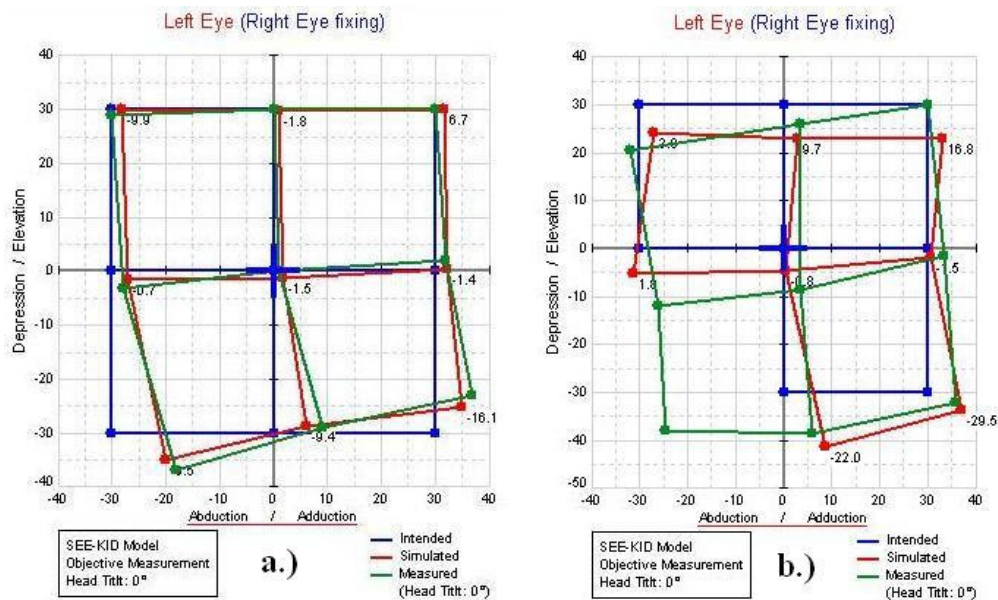 Left Eye (Right Eye fixing)
40
30
20
10
0
-10
-20
-30
-40
Depression / Elevation
-9.9
-1.8
6.7
-0.7
-1.5
-1.4
-9.4
-16.1
-40 -30 -20 -10 0 10 20 30 40
Abduction / Adduction
SEE-KID Model
Objective Measurement
Head Titlt: 0°
a.)
Intended
Simulated
Measured
(Head Titlt: 0°)
Left Eye (Right Eye fixing)
40
30
20
10
0
-10
-20
-30
-40
-50
Depression / Elevation
9.7
16.8
1.8
-0.8
-22.0
-29.5
-40 -30 -20 -10 0 10 20 30 40
Abduction / Adduction
SEE-KID Model
Objective Measurement
Head Titlt: 0°
b.)
Intended
Simulated
Measured
(Head Titlt: 0°)